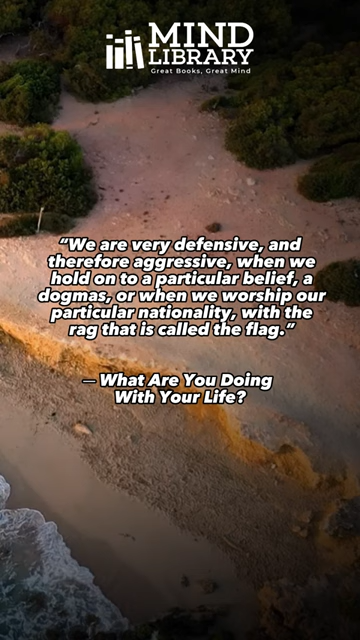 MIND
LIBRARY
Great Books, Great Mind
“We are very defensive, and
therefore aggressive, when we
hold on to a particular belief, a
dogmas, or when we worship our
particular nationality, with the
rag that is called the flag.”
— What Are You Doing
With Your Life?